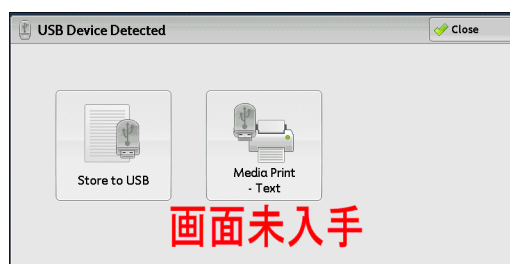 USB Device Detected
Close
Store to USB
Media Print
- Text
画面未入手